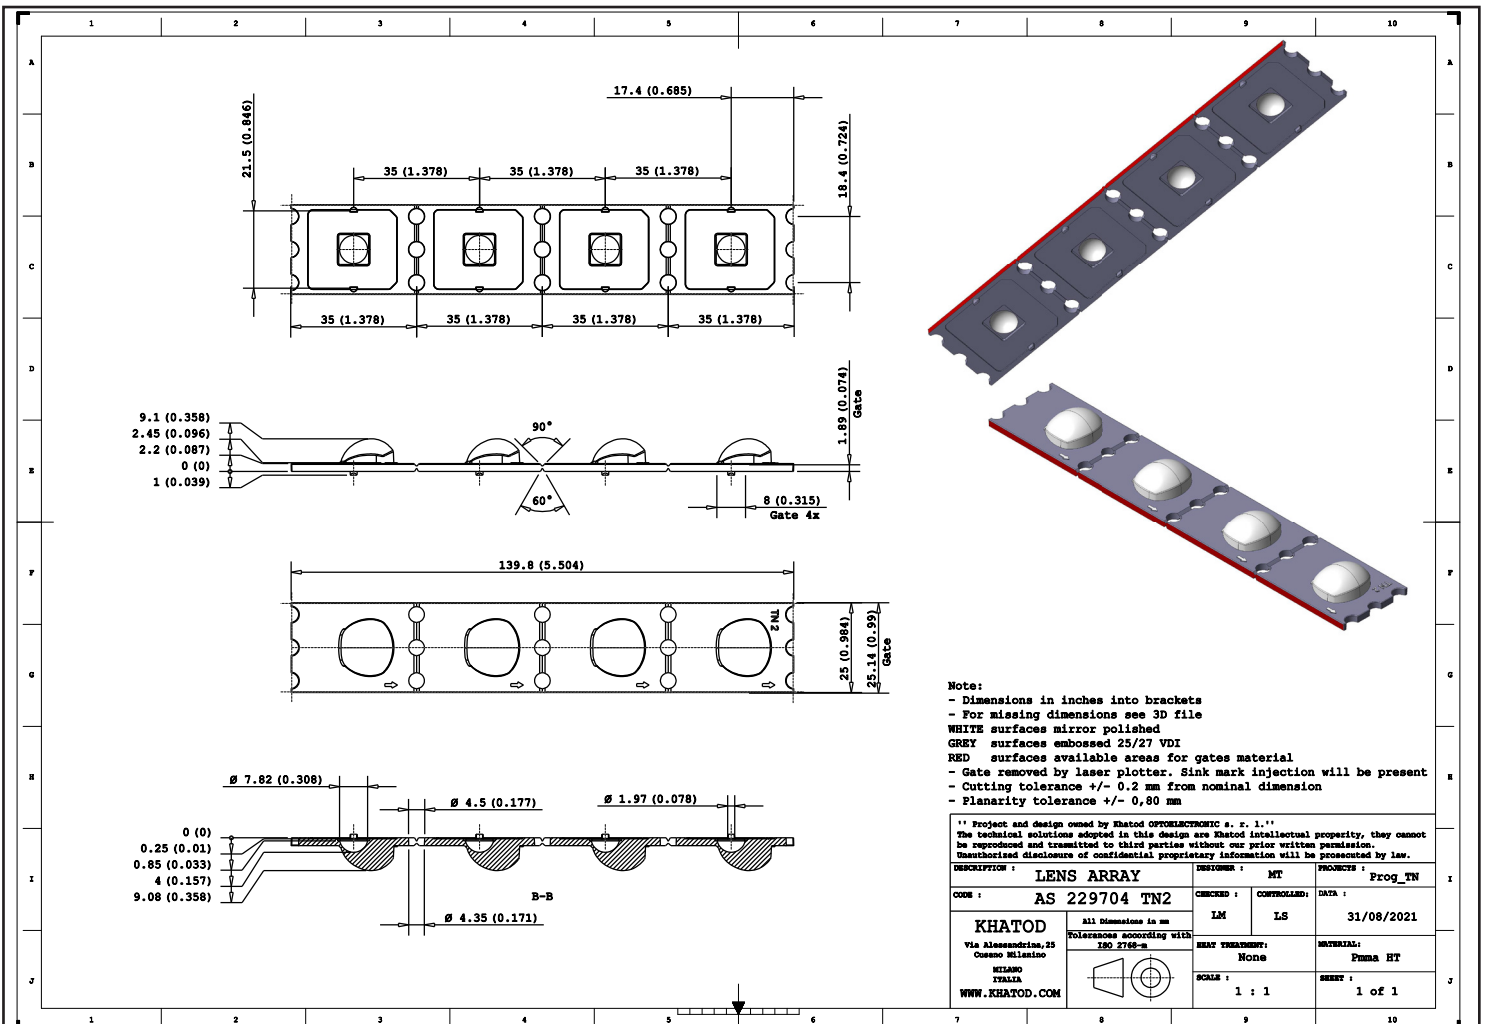 1 2 3 4 5 6 7 8 9 10
A A
B B
C C
D D
E E
F F
G G
H H
I I
J J
17.4 (0.685)
21.5 (0.846)
18.4 (0.724)
35 (1.378) 35 (1.378) 35 (1.378)
35 (1.378) 35 (1.378) 35 (1.378) 35 (1.378)
9.1 (0.358)
2.45 (0.096)
2.2 (0.087)
0 (0)
1 (0.039)
90°
60°
1.89 (0.074)
Gate
8 (0.315)
Gate 4x
139.8 (5.504)
TN 2
25 (0.984)
25.14 (0.99)
Gate
Ø 7.82 (0.308)
Ø 4.5 (0.177)
Ø 1.97 (0.078)
0 (0)
0.25 (0.01)
0.85 (0.033)
4 (0.157)
9.08 (0.358)
B-B
Ø 4.35 (0.171)
Note:
- Dimensions in inches into brackets
- For missing dimensions see 3D file
WHITE surfaces mirror polished
GREY surfaces embossed 25/27 VDI
RED surfaces available areas for gates material
- Gate removed by laser plotter. Sink mark injection will be present
- Cutting tolerance +/- 0.2 mm from nominal dimension
- Planarity tolerance +/- 0,80 mm
'' Project and design owned by Khatod OPTOELECTRONIC s. r. l.''
The technical solutions adopted in this design are Khatod intellectual property, they cannot
be reproduced and trasmitted to third parties without our prior written permission.
Unauthorized disclosure of confidential proprietary information will be prosecuted by law.
DESCRIPTION : LENS ARRAY
DESIGNER : MT
PROJECTS : Prog_TN
CODE : AS 229704 TN2
CHECKED : LM
CONTROLLED: LS
DATA : 31/08/2021
KHATOD
Via Alessandrina,25
Cusano Milanino
MILANO
ITALIA
WWW.KHATOD.COM
All Dimensions in mm
Tolerances according with
ISO 2768-m
HEAT TREATMENT: None
MATERIAL: Pmma HT
SCALE : 1 : 1
SHEET : 1 of 1
1 2 3 4 5 6 7 8 9 10